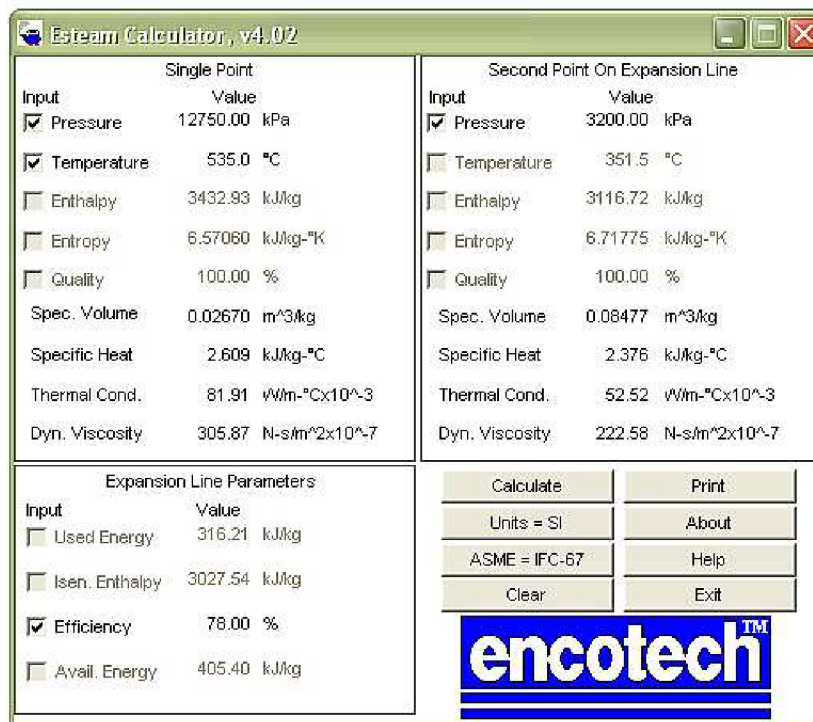 Esteam Calculator, v4.02
Single Point
Input Value
Pressure 12750.00 kPa
Temperature 535.0 °C
Enthalpy 3432.93 kJ/kg
Entropy 6.57060 kJ/kg-°K
Quality 100.00 %
Spec. Volume 0.02670 m^3/kg
Specific Heat 2.609 kJ/kg-°C
Thermal Cond. 81.91 W/m-°Cx10^-3
Dyn. Viscosity 305.87 N-s/m^2x10^-7
Second Point On Expansion Line
Input Value
Pressure 3200.00 kPa
Temperature 351.5 °C
Enthalpy 3116.72 kJ/kg
Entropy 6.71775 kJ/kg-°K
Quality 100.00 %
Spec. Volume 0.08477 m^3/kg
Specific Heat 2.376 kJ/kg-°C
Thermal Cond. 52.52 W/m-°Cx10^-3
Dyn. Viscosity 222.58 N-s/m^2x10^-7
Expansion Line Parameters
Input Value
Used Energy 316.21 kJ/kg
Isen. Enthalpy 3027.54 kJ/kg
Efficiency 78.00 %
Avail. Energy 405.40 kJ/kg
Calculate Print
Units = SI About
ASME = IFC-67 Help
Clear Exit
encotech™